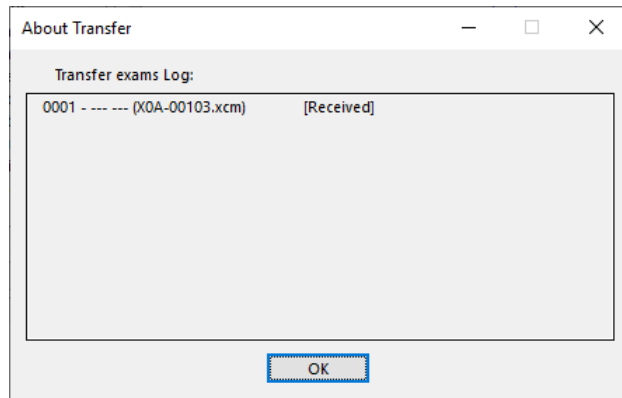 About Transfer
Transfer exams Log:
0001 - --- --- (X0A-00103.xcm) [Received]
OK